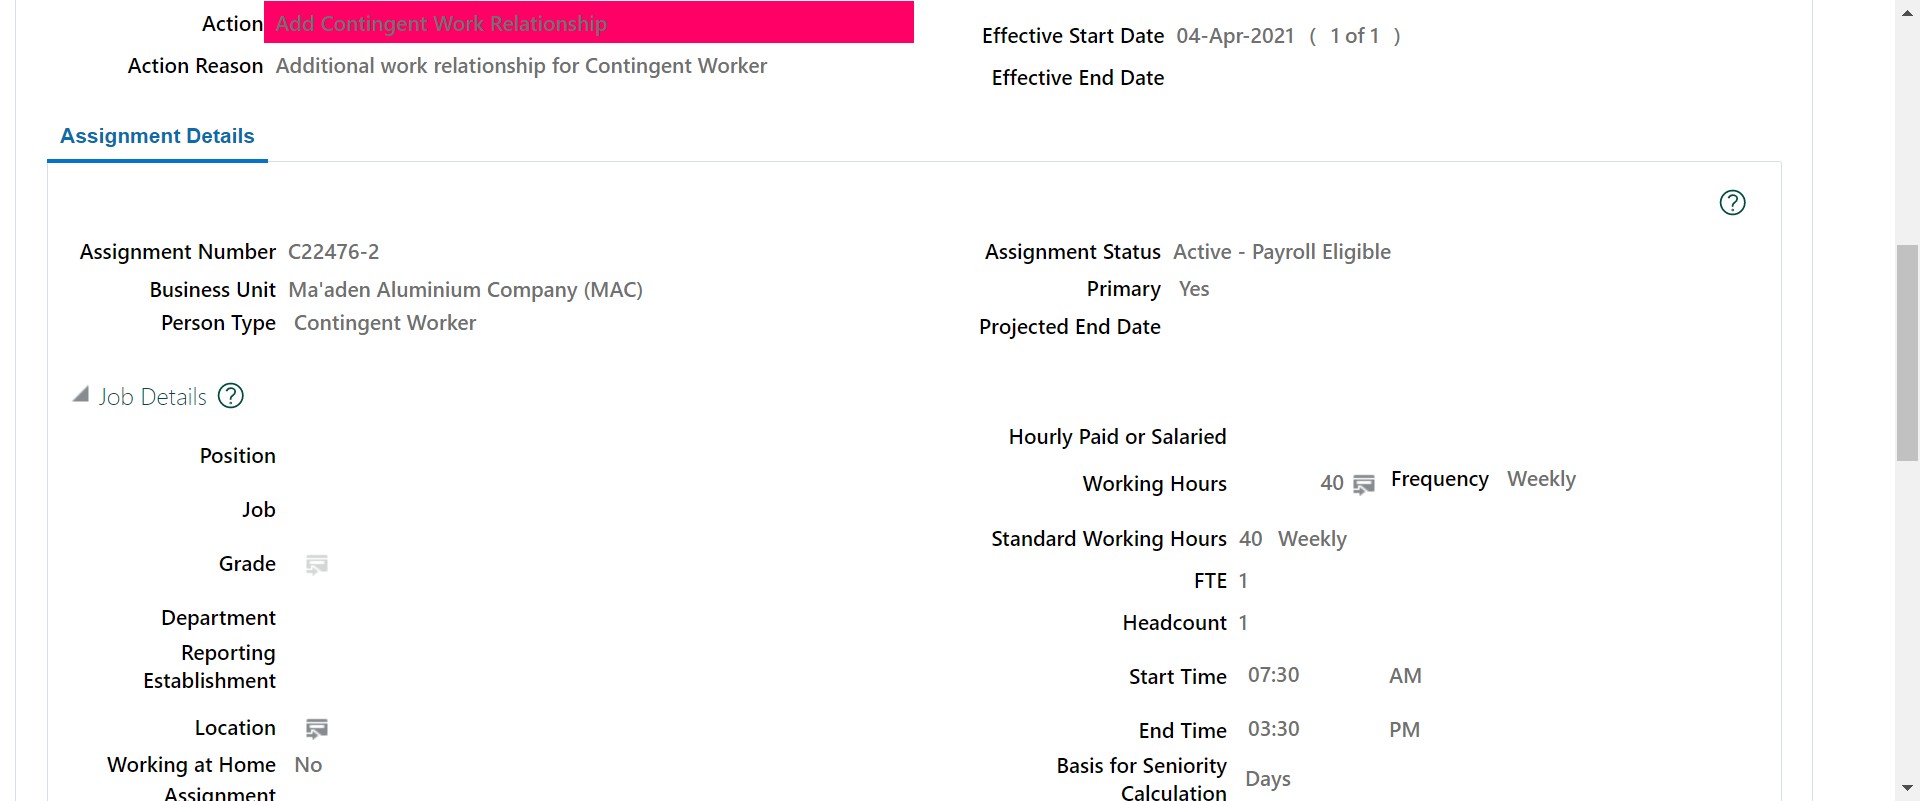 Action Add Contingent Work Relationship
Effective Start Date 04-Apr-2021 ( 1 of 1 )
Action Reason Additional work relationship for Contingent Worker
Effective End Date
Assignment Details
?
Assignment Number C22476-2
Assignment Status Active - Payroll Eligible
Business Unit Ma'aden Aluminium Company (MAC)
Primary Yes
Person Type Contingent Worker
Projected End Date
Job Details ?
Hourly Paid or Salaried
Position
Working Hours 40 Frequency Weekly
Job
Standard Working Hours 40 Weekly
Grade
FTE 1
Department
Headcount 1
Reporting
Establishment
Start Time 07:30 AM
Location
End Time 03:30 PM
Working at Home No
Basis for Seniority
Calculation Days
Assignment